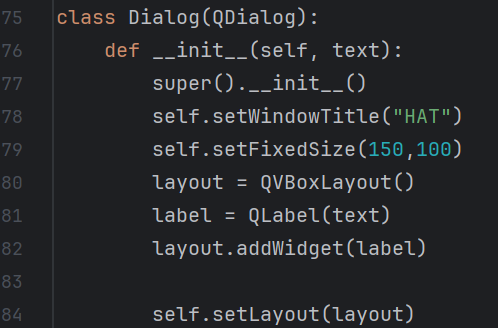 75 class Dialog(QDialog):
76     def __init__(self, text):
77         super().__init__()
78         self.setWindowTitle("HAT")
79         self.setFixedSize(150,100)
80         layout = QVBoxLayout()
81         label = QLabel(text)
82         layout.addWidget(label)
83
84         self.setLayout(layout)